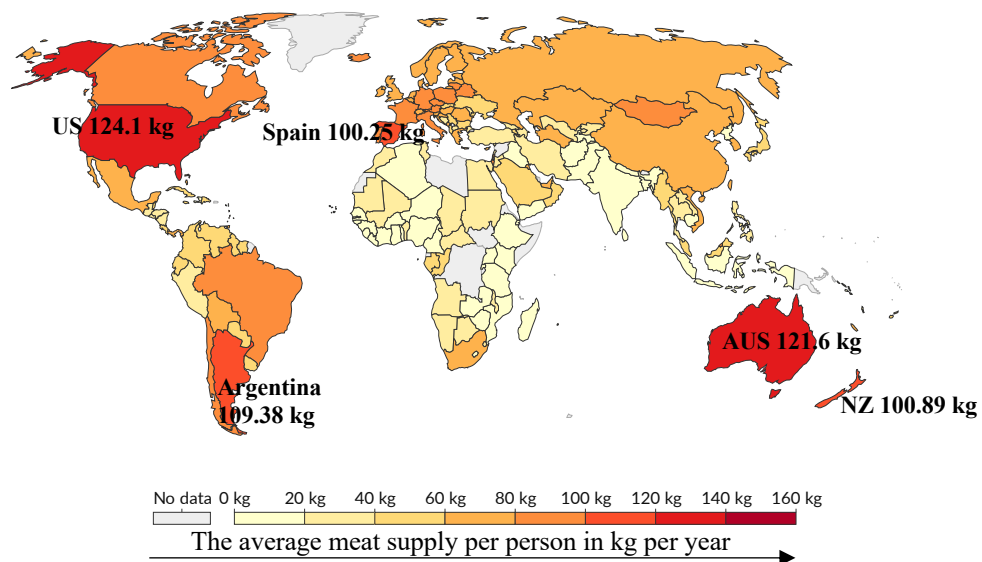 US 124.1 kg
Spain 100.25 kg
AUS 121.6 kg
Argentina
109.38 kg
NZ 100.89 kg
No data 0 kg 20 kg 40 kg 60 kg 80 kg 100 kg 120 kg 140 kg 160 kg
The average meat supply per person in kg per year